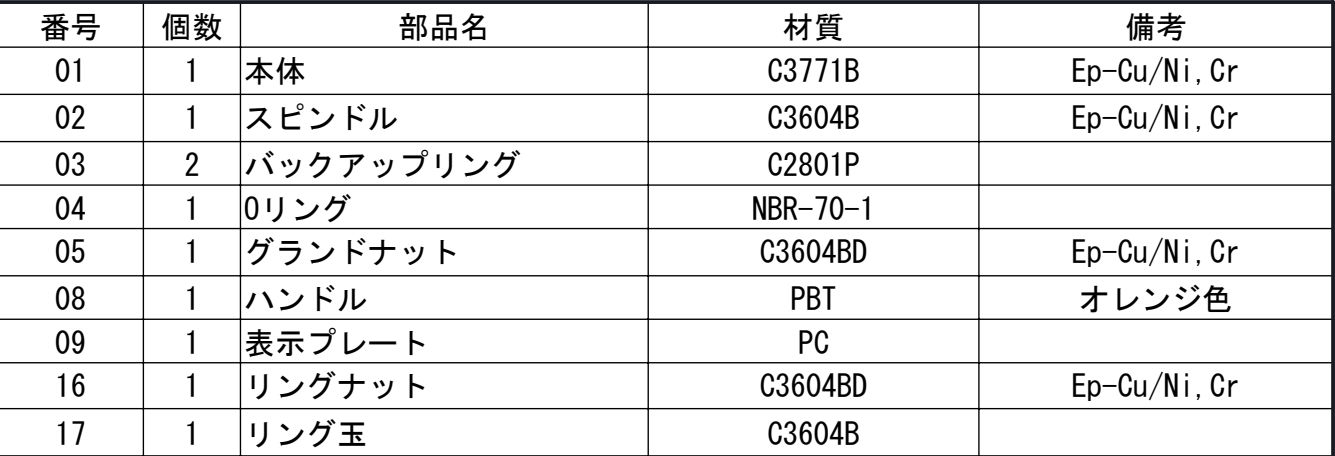 番号 個数 部品名 材質 備考
01 1 本体 C3771B Ep-Cu/Ni,Cr
02 1 スピンドル C3604B Ep-Cu/Ni,Cr
03 2 バックアップリング C2801P
04 1 Oリング NBR-70-1
05 1 グランドナット C3604BD Ep-Cu/Ni,Cr
08 1 ハンドル PBT オレンジ色
09 1 表示プレート PC
16 1 リングナット C3604BD Ep-Cu/Ni,Cr
17 1 リング玉 C3604B